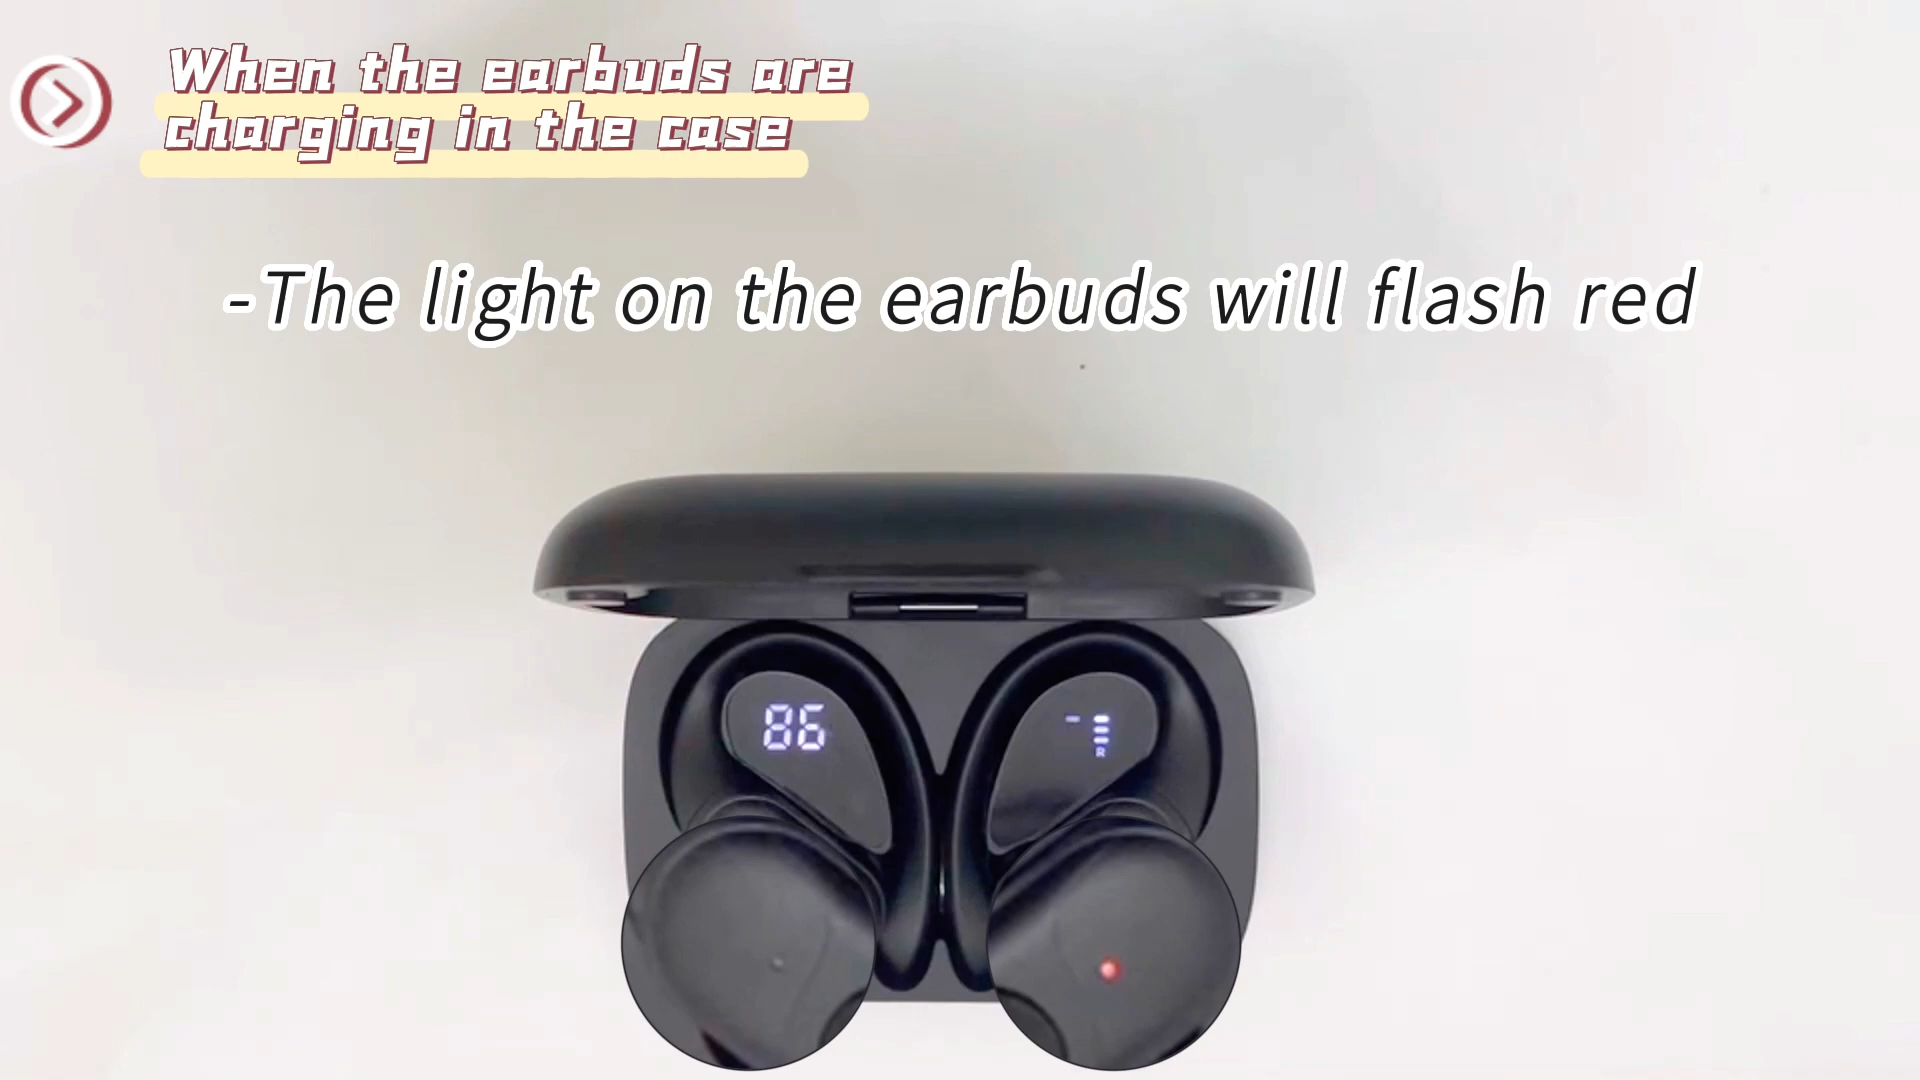 When the earbuds are
charging in the case
-The light on the earbuds will flash red
86
R